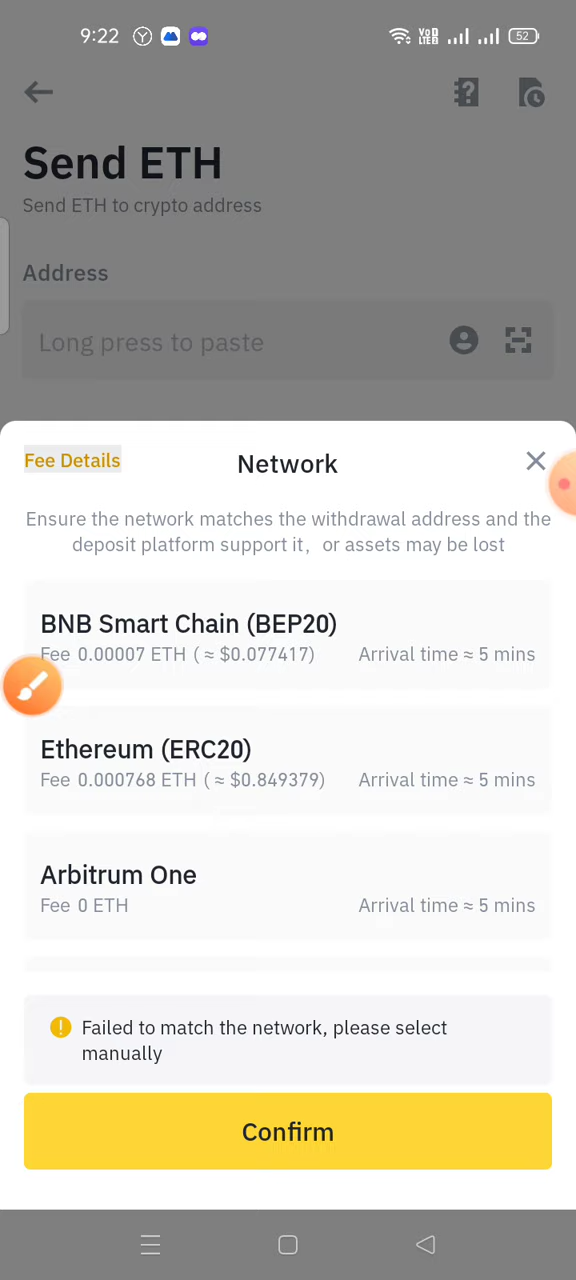 9:22
VoD
LTE2
52
Send ETH
Send ETH to crypto address
Address
Long press to paste
Fee Details
Network
Ensure the network matches the withdrawal address and the
deposit platform support it, or assets may be lost
BNB Smart Chain (BEP20)
Fee 0.00007 ETH ( ≈ $0.077417)
Arrival time ≈ 5 mins
Ethereum (ERC20)
Fee 0.000768 ETH ( ≈ $0.849379)
Arrival time ≈ 5 mins
Arbitrum One
Fee 0 ETH
Arrival time ≈ 5 mins
Failed to match the network, please select
manually
Confirm